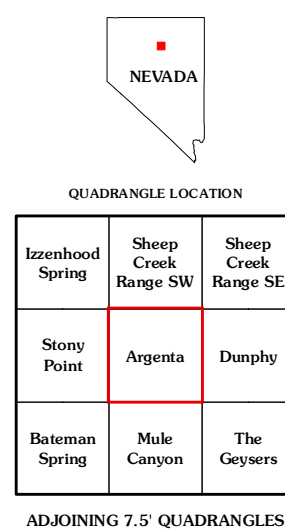 NEVADA
QUADRANGLE LOCATION
Izzenhood
Spring
Sheep
Creek
Range SW
Sheep
Creek
Range SE
Stony
Point
Argenta
Dunphy
Bateman
Spring
Mule
Canyon
The
Geysers
ADJOINING 7.5' QUADRANGLES